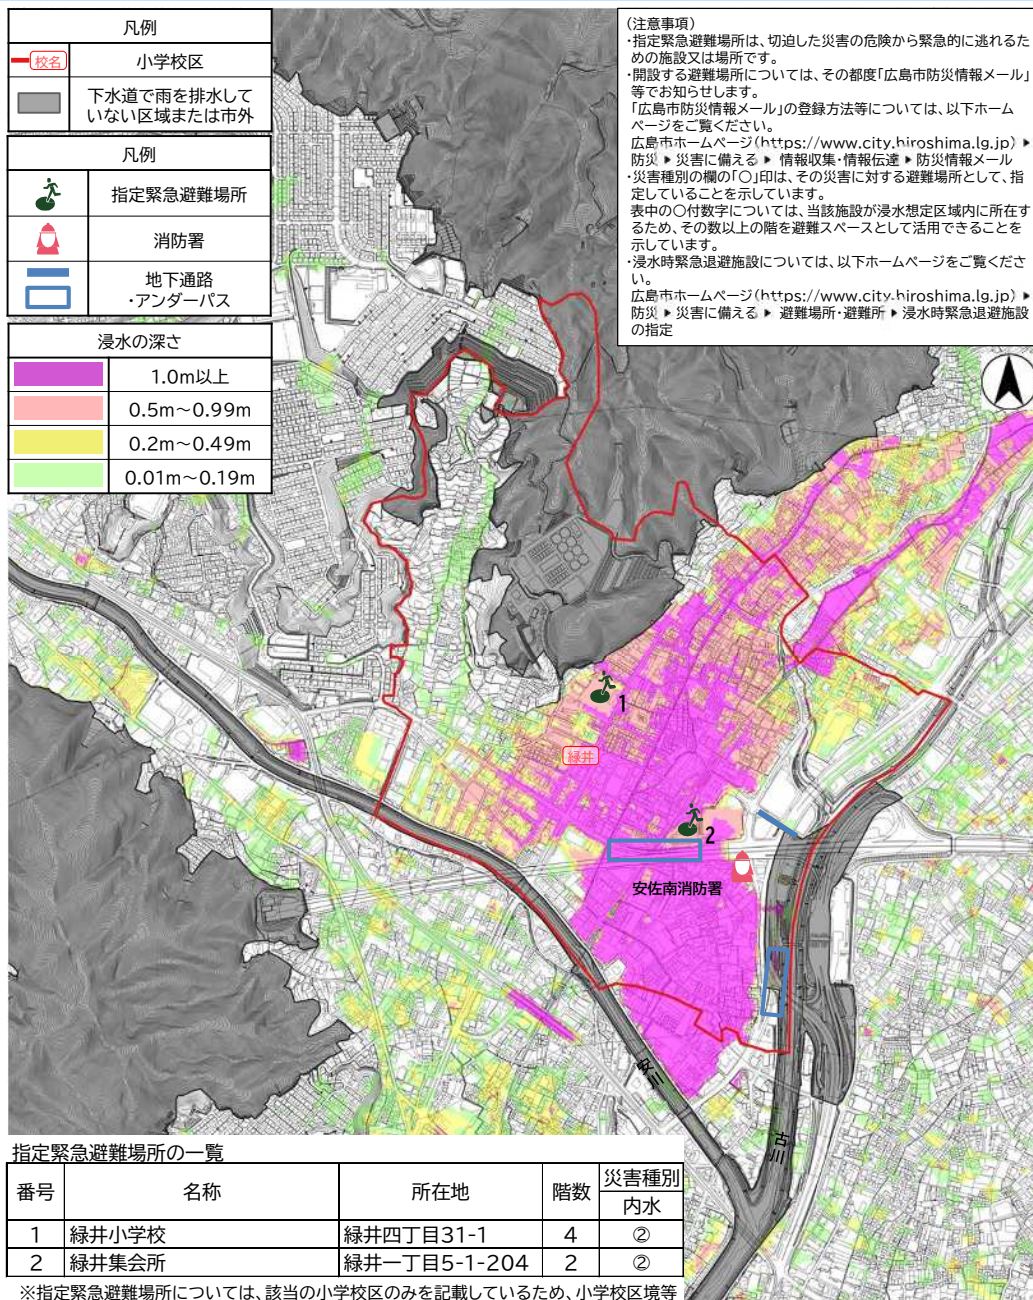 凡例
校名 小学校区
下水道で雨を排水して
いない区域または市外
凡例
指定緊急避難場所
消防署
地下通路
・アンダーパス
浸水の深さ
1.0m以上
0.5m～0.99m
0.2m～0.49m
0.01m～0.19m
(注意事項)
・指定緊急避難場所は、切迫した災害の危険から緊急的に逃れるた
めの施設又は場所です。
・開設する避難場所については、その都度「広島市防災情報メール」
等でお知らせします。
「広島市防災情報メール」の登録方法等については、以下ホーム
ページをご覧ください。
広島市ホームページ(https://www.city.hiroshima.lg.jp)▶
防災▶災害に備える▶ 情報収集・情報伝達▶防災情報メール
・災害種別の欄の「〇」印は、その災害に対する避難場所として、指
定していることを示しています。
表中の〇付数字については、当該施設が浸水想定区域内に所在す
るため、その数以上の階を避難スペースとして活用できることを
示しています。
・浸水時緊急退避施設については、以下ホームページをご覧くださ
い。
広島市ホームページ(https://www.city.hiroshima.lg.jp)▶
防災▶災害に備える▶ 避難場所・避難所▶浸水時緊急退避施設
の指定
1
緑井
2
安佐南消防署
安川
古川
指定緊急避難場所の一覧
番号 名称 所在地 階数 災害種別
内水
1 緑井小学校 緑井四丁目31-1 4 ②
2 緑井集会所 緑井一丁目5-1-204 2 ②
※指定緊急避難場所については、該当の小学校区のみを記載しているため、小学校区境等